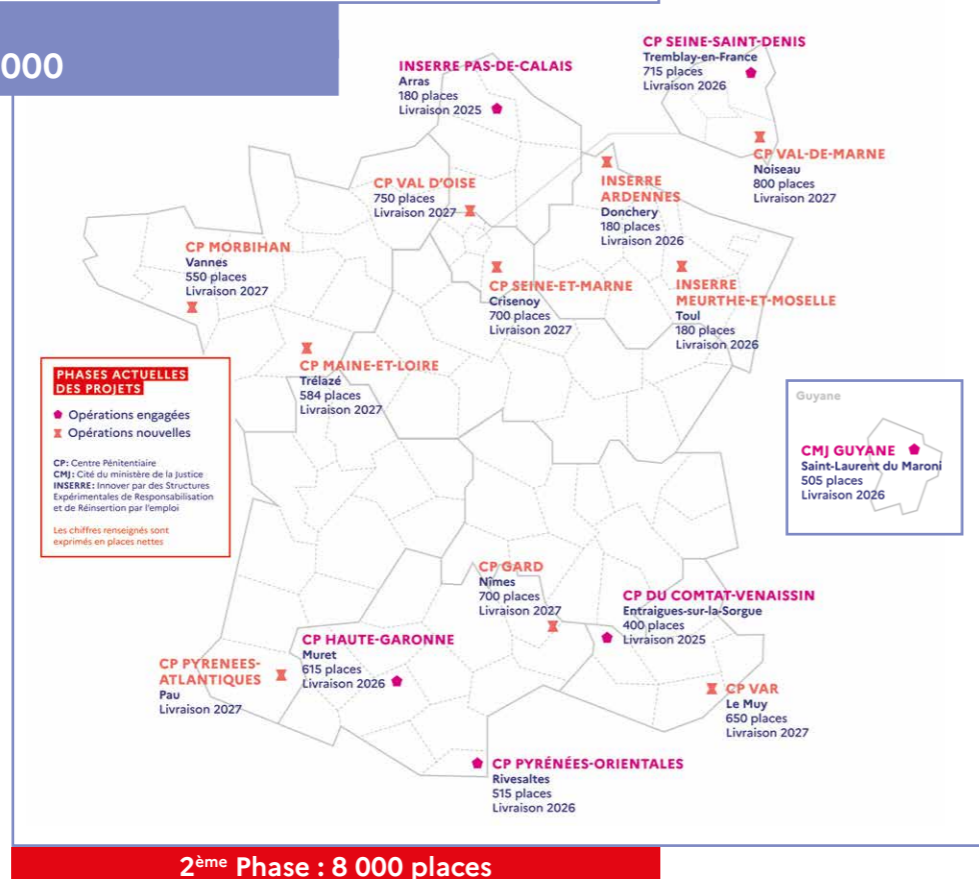 000
INSERRE PAS-DE-CALAIS
Arras
180 places
Livraison 2025
CP SEINE-SAINT-DENIS
Tremblay-en-France
715 places
Livraison 2026
CP VAL-DE-MARNE
Noiseau
800 places
Livraison 2027
CP VAL D'OISE
750 places
Livraison 2027
INSERRE
ARDENNES
Donchery
180 places
Livraison 2026
CP MORBIHAN
Vannes
550 places
Livraison 2027
CP SEINE-ET-MARNE
Crisenoy
700 places
Livraison 2027
INSERRE
MEURTHE-ET-MOSELLE
Toul
180 places
Livraison 2026
CP MAINE-ET-LOIRE
Trélazé
584 places
Livraison 2027
PHASES ACTUELLES
DES PROJETS
Opérations engagées
Opérations nouvelles
CP : Centre Pénitentiaire
CMJ : Cité du ministère de la Justice
INSERRE : Innover par des Structures
Expérimentales de Responsabilisation
et de Réinsertion par l'emploi
Les chiffres renseignés sont
exprimés en places nettes
Guyane
CMJ GUYANE
Saint-Laurent du Maroni
505 places
Livraison 2026
CP GARD
Nîmes
700 places
Livraison 2027
CP DU COMTAT-VENAISSIN
Entraigues-sur-la-Sorgue
400 places
Livraison 2025
CP HAUTE-GARONNE
Muret
615 places
Livraison 2026
CP PYRENEES-
ATLANTIQUES
Pau
Livraison 2027
CP VAR
Le Muy
650 places
Livraison 2027
CP PYRÉNÉES-ORIENTALES
Rivesaltes
515 places
Livraison 2026
2ème Phase : 8 000 places